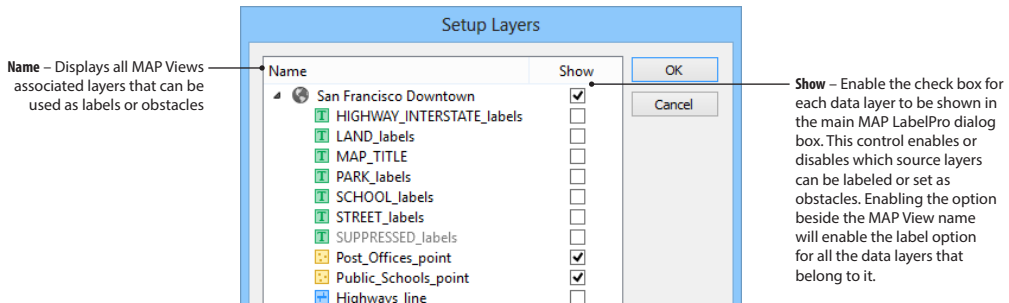 Setup Layers
Name – Displays all MAP Views
associated layers that can be
used as labels or obstacles
Name Show
OK
Cancel
San Francisco Downtown
HIGHWAY_INTERSTATE_labels
LAND_labels
MAP_TITLE
PARK_labels
SCHOOL_labels
STREET_labels
SUPPRESSED_labels
Post_Offices_point
Public_Schools_point
Highways_line
Show – Enable the check box for
each data layer to be shown in
the main MAP LabelPro dialog
box. This control enables or
disables which source layers
can be labeled or set as
obstacles. Enabling the option
beside the MAP View name
will enable the label option
for all the data layers that
belong to it.